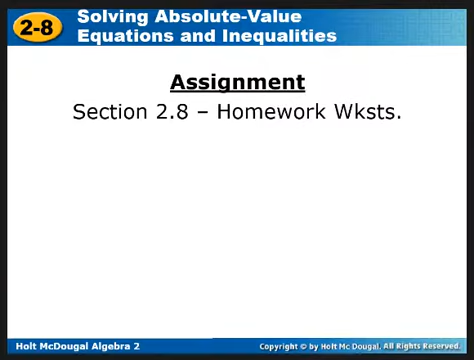 2-8
Solving Absolute-Value
Equations and Inequalities
Assignment
Section 2.8 – Homework Wksts.
Holt McDougal Algebra 2
Copyright © by Holt Mc Dougal. All Rights Reserved.